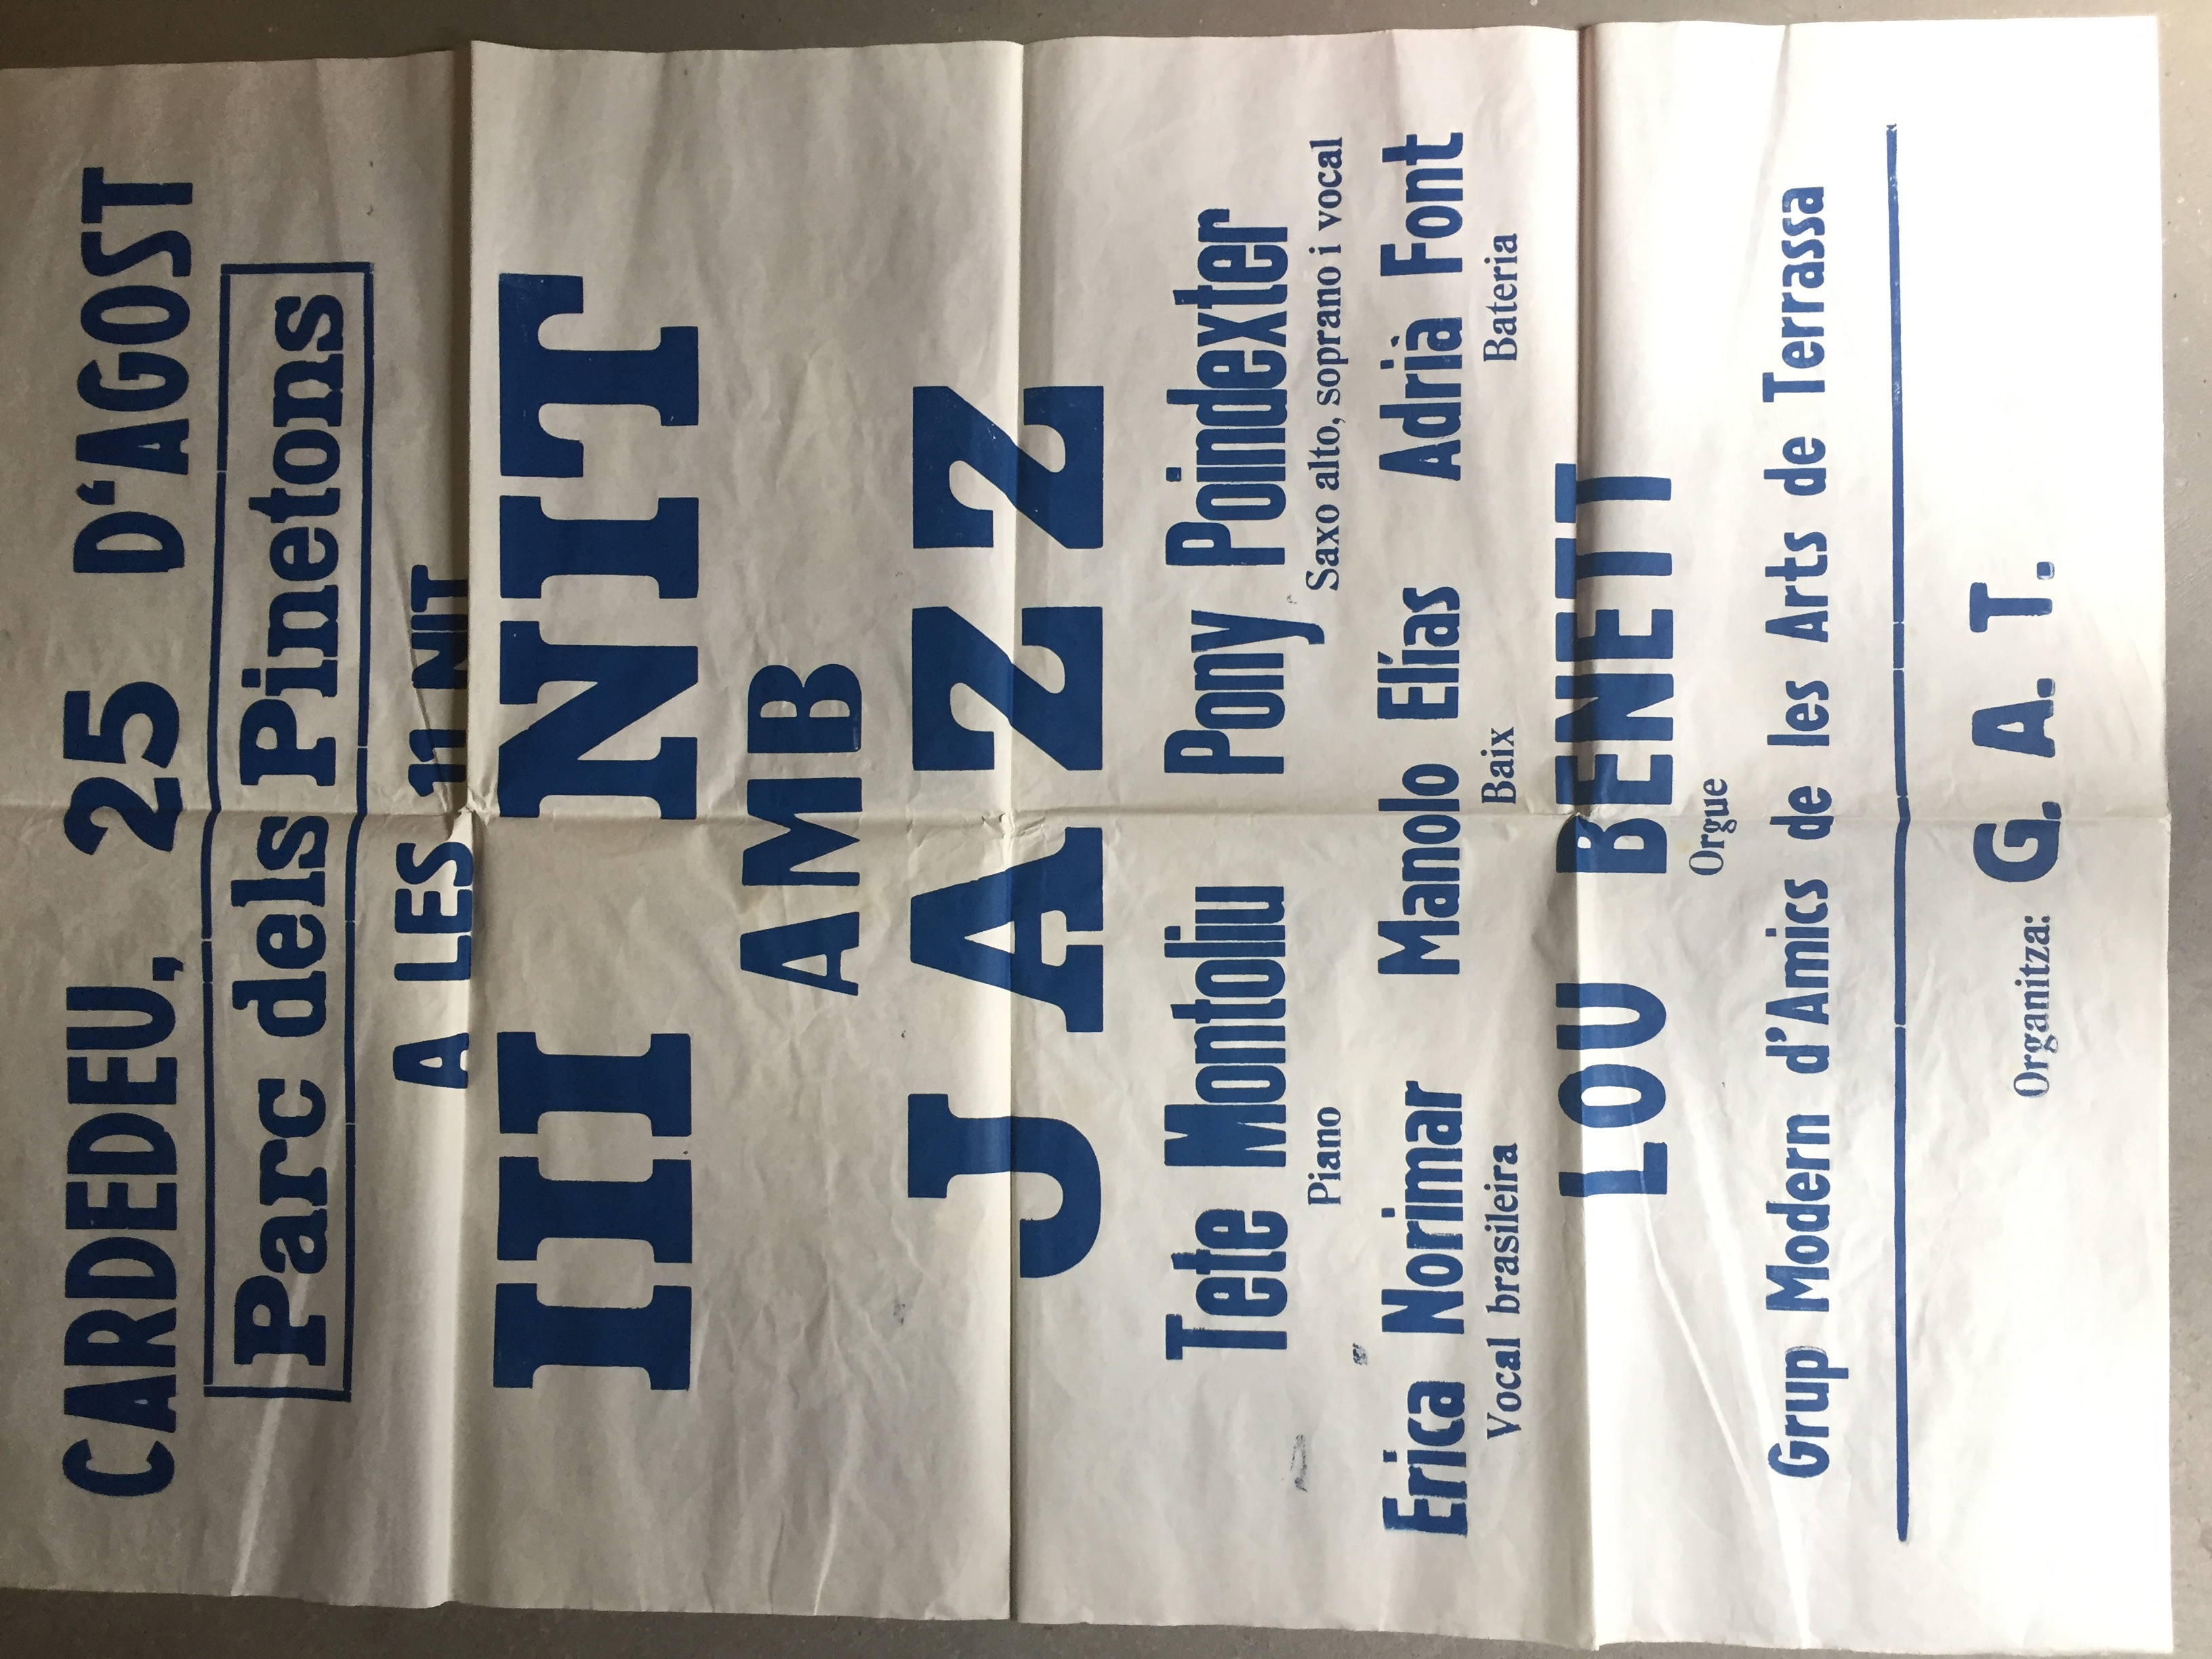 CARDEDEU, 25 D'AGOST
Parc dels Pinetons
A LES 11 NIT
III NIT
AMB
JAZZ
Tete Montoliu Pony Poindexter
Piano Saxo alto, soprano i vocal
Erica Norimar Manolo Elías Adrià Font
Vocal brasileira Baix Bateria
LOU BENETT
Orgue
Grup Modern d'Amics de les Arts de Terrassa
Organitza: G. A. T.